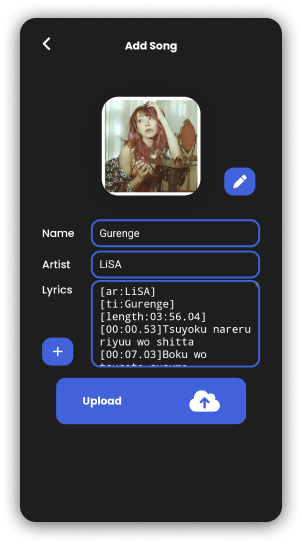 Add Song
Name
Gurenge
Artist
LiSA
Lyrics
[ar:LiSA]
[ti:Gurenge]
[length:03:56.04]
[00:00.53]Tsuyoku nareru
riyuu wo shitta
[00:07.03]Boku wo
Upload